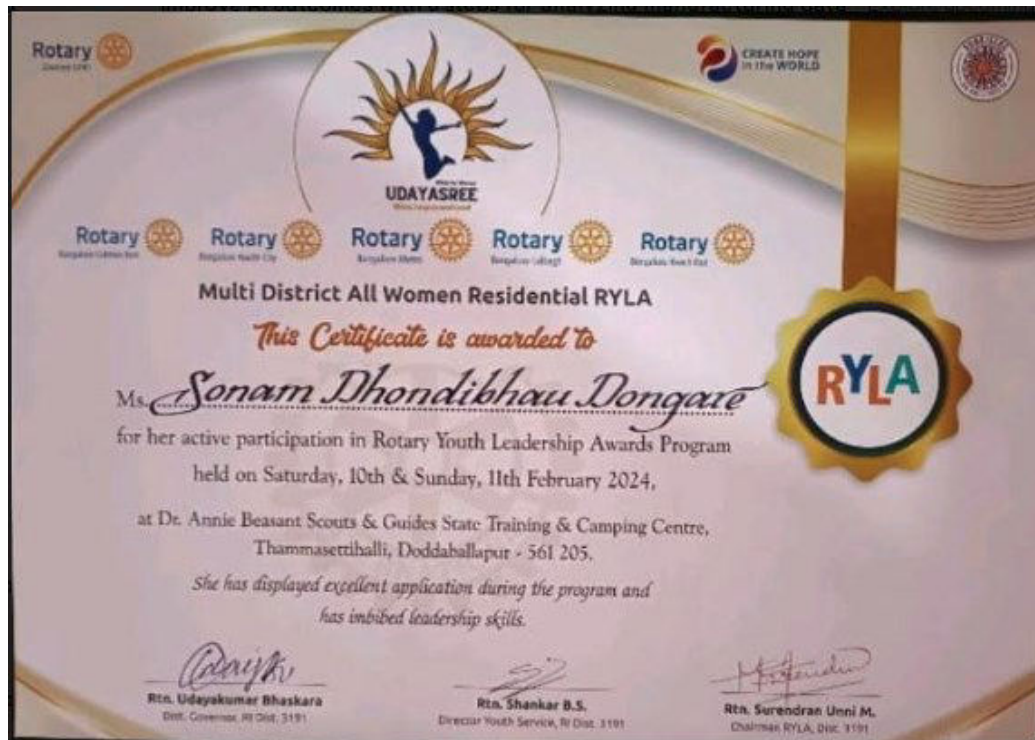 Rotary
CREATE HOPE
in the WORLD
UDAYASREE
Rotary
Rotary
Rotary
Rotary
Rotary
Multi District All Women Residential RYLA
This Certificate is awarded to
Ms. Sonam Dhondibhau Dongare
RYLA
for her active participation in Rotary Youth Leadership Awards Program
held on Saturday, 10th & Sunday, 11th February 2024,
at Dr. Annie Beasant Scouts & Guides State Training & Camping Centre,
Thammasettihalli, Doddaballapur - 561 205.
She has displayed excellent application during the program and
has imbibed leadership skills.
Rtn. Udayakumar Bhaskara
Dist. Governor, RI Dist. 3191
Rtn. Shankar B.S.
Director Youth Service, RI Dist. 3191
Rtn. Surendran Unni M.
Chairman RYLA, Dist. 3191